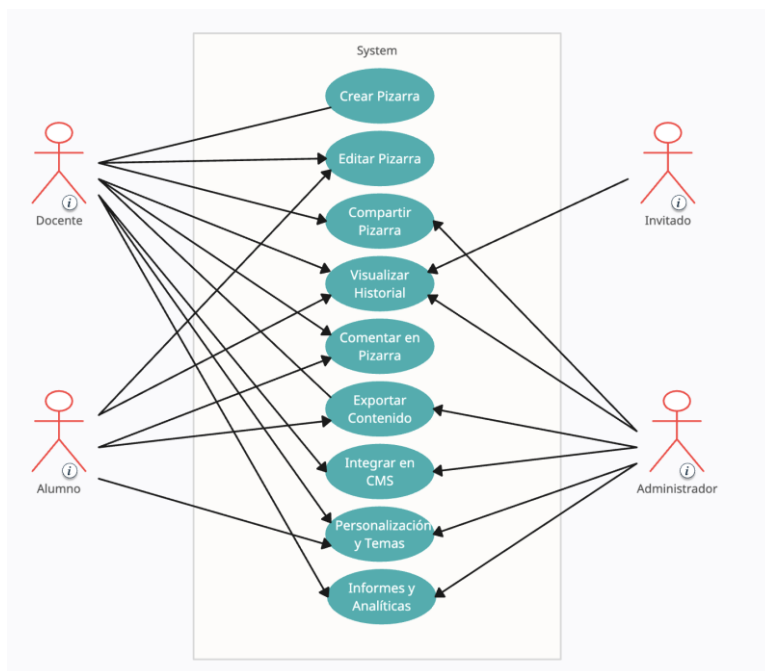 System
Crear Pizarra
Editar Pizarra
Compartir
Pizarra
Visualizar
Historial
Comentar en
Pizarra
Exportar
Contenido
Integrar en
CMS
Personalización
y Temas
Informes y
Analíticas
i
Docente
i
Alumno
i
Invitado
i
Administrador